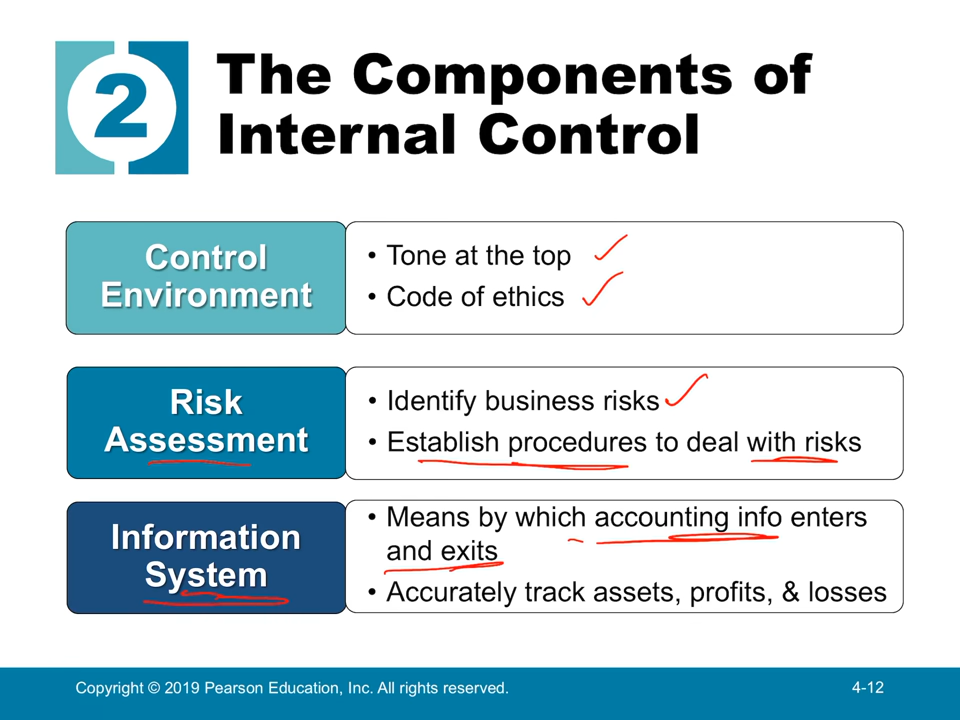 2
The Components of
Internal Control
Control
Environment
• Tone at the top
• Code of ethics
Risk
Assessment
• Identify business risks
• Establish procedures to deal with risks
Information
System
• Means by which accounting info enters
and exits
• Accurately track assets, profits, & losses
Copyright © 2019 Pearson Education, Inc. All rights reserved.
4-12